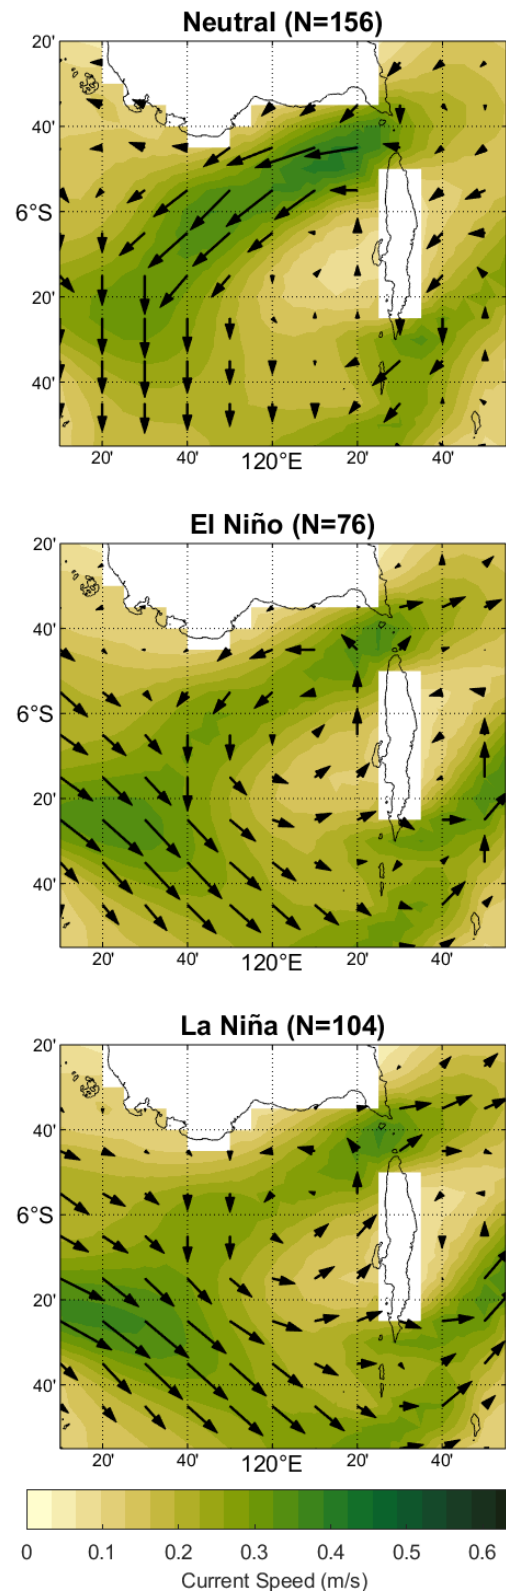 Neutral (N=156)
20'
40'
6°S
20'
40'
20' 40' 120°E 20' 40'
El Niño (N=76)
20'
40'
6°S
20'
40'
20' 40' 120°E 20' 40'
La Niña (N=104)
20'
40'
6°S
20'
40'
20' 40' 120°E 20' 40'
0 0.1 0.2 0.3 0.4 0.5 0.6
Current Speed (m/s)